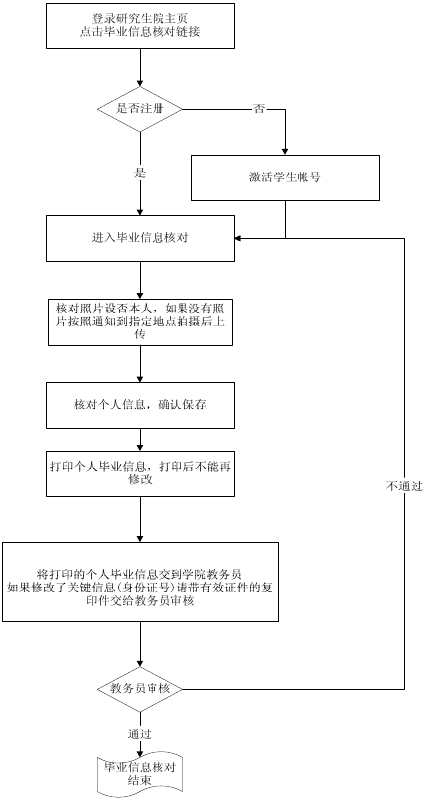 登录研究生院主页
点击毕业信息核对链接
是否注册
否
是
激活学生帐号
进入毕业信息核对
核对照片设否本人，如果没有照
片按照通知到指定地点拍摄后上
传
核对个人信息，确认保存
打印个人毕业信息，打印后不能再
修改
不通过
将打印的个人毕业信息交到学院教务员
如果修改了关键信息(身份证号)请带有效证件的复
印件交给教务员审核
教务员审核
通过
毕业信息核对
结束